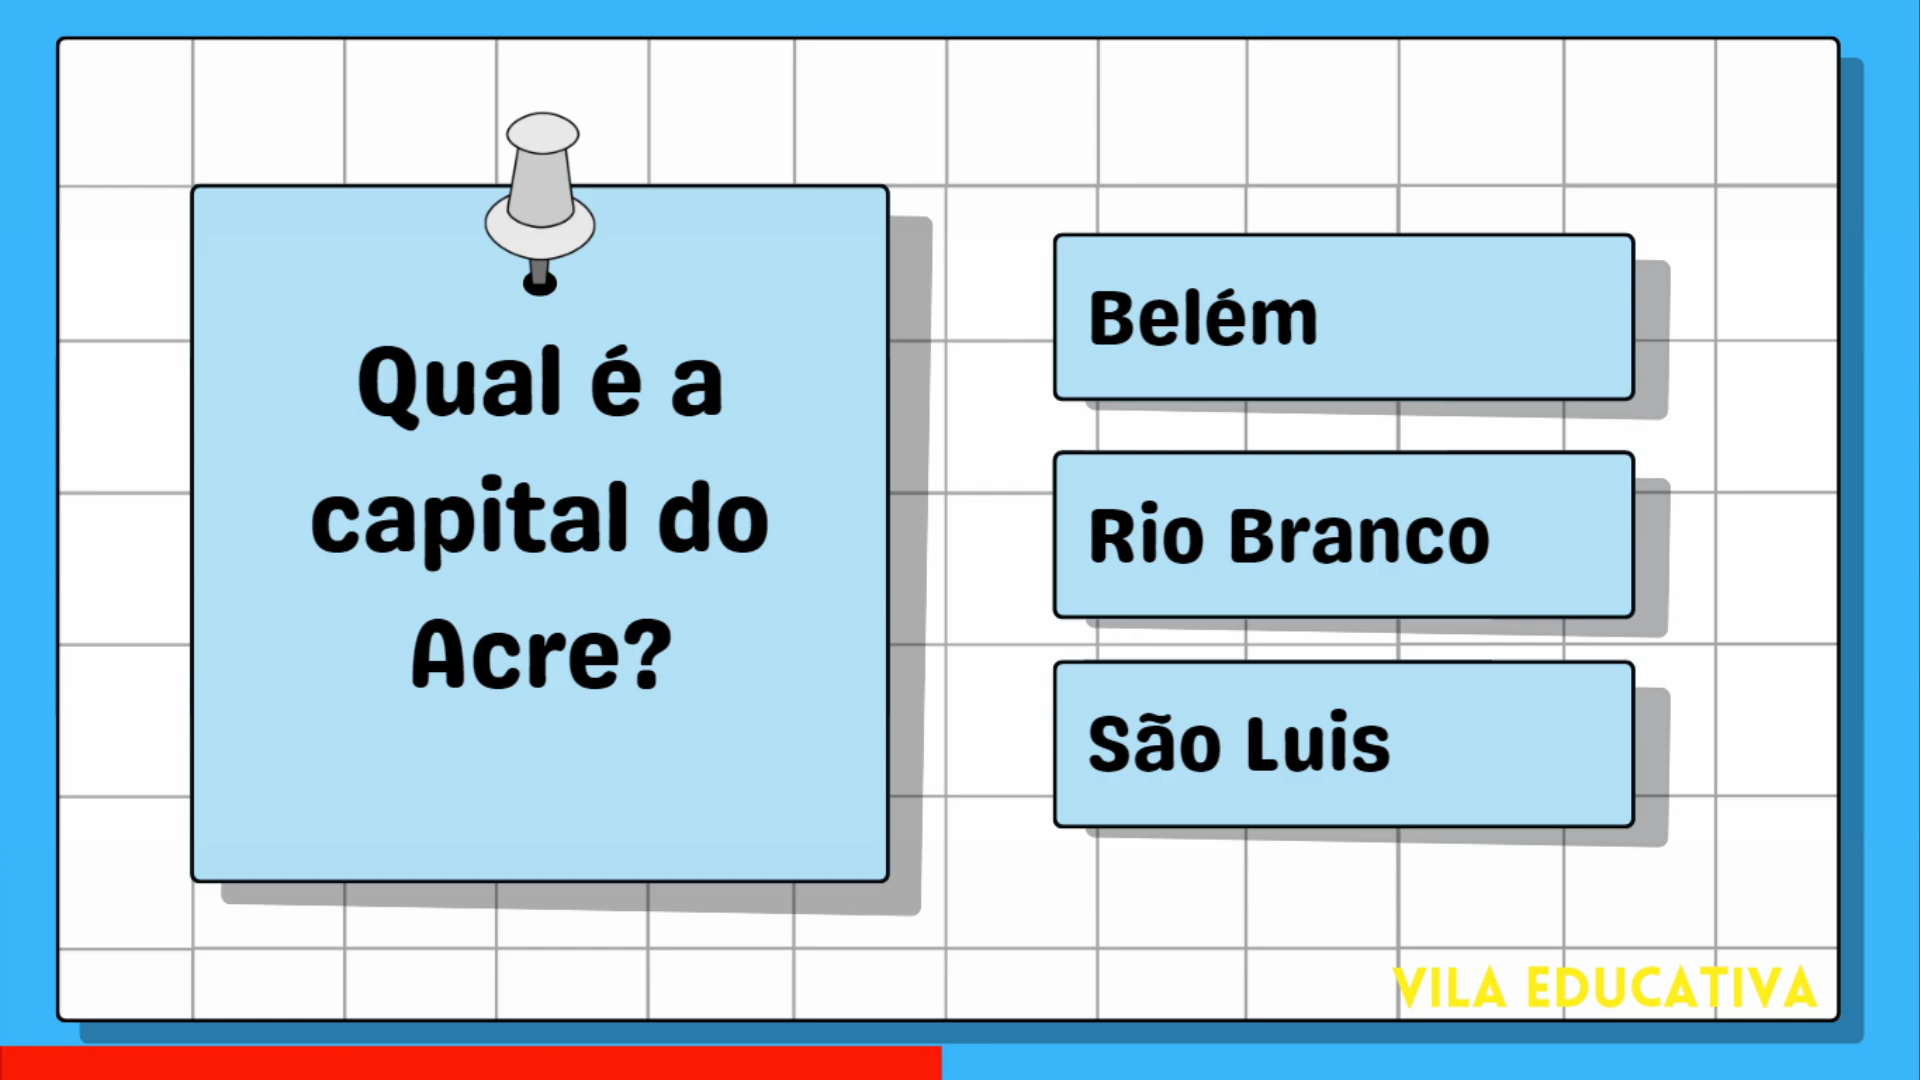 Qual é a
capital do
Acre?
Belém
Rio Branco
São Luis
VILA EDUCATIVA